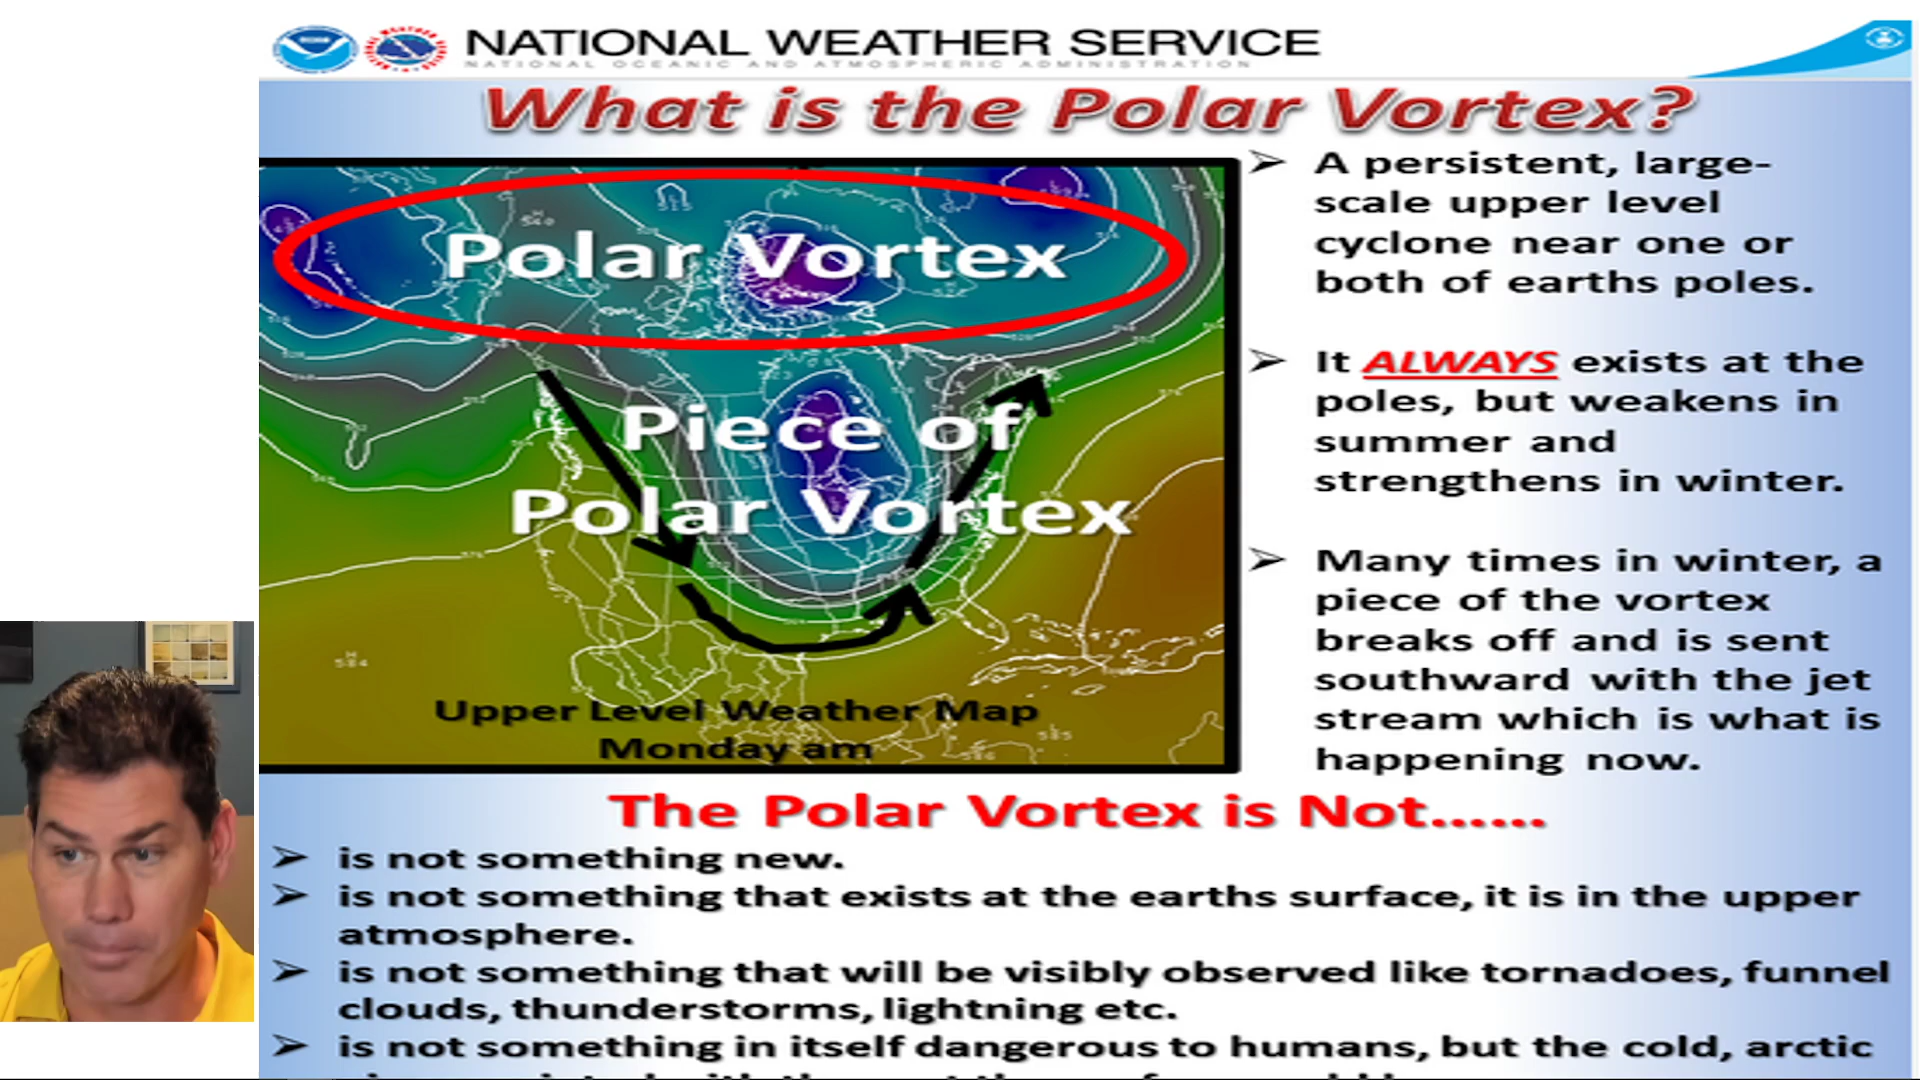 NATIONAL WEATHER SERVICE
NATIONAL OCEANIC AND ATMOSPHERIC ADMINISTRATION
What is the Polar Vortex?
Polar Vortex
Piece of
Polar Vortex
Upper Level Weather Map
Monday am
➢ A persistent, large-
scale upper level
cyclone near one or
both of earths poles.
➢ It ALWAYS exists at the
poles, but weakens in
summer and
strengthens in winter.
➢ Many times in winter, a
piece of the vortex
breaks off and is sent
southward with the jet
stream which is what is
happening now.
The Polar Vortex is Not......
➢ is not something new.
➢ is not something that exists at the earths surface, it is in the upper
atmosphere.
➢ is not something that will be visibly observed like tornadoes, funnel
clouds, thunderstorms, lightning etc.
➢ is not something in itself dangerous to humans, but the cold, arctic